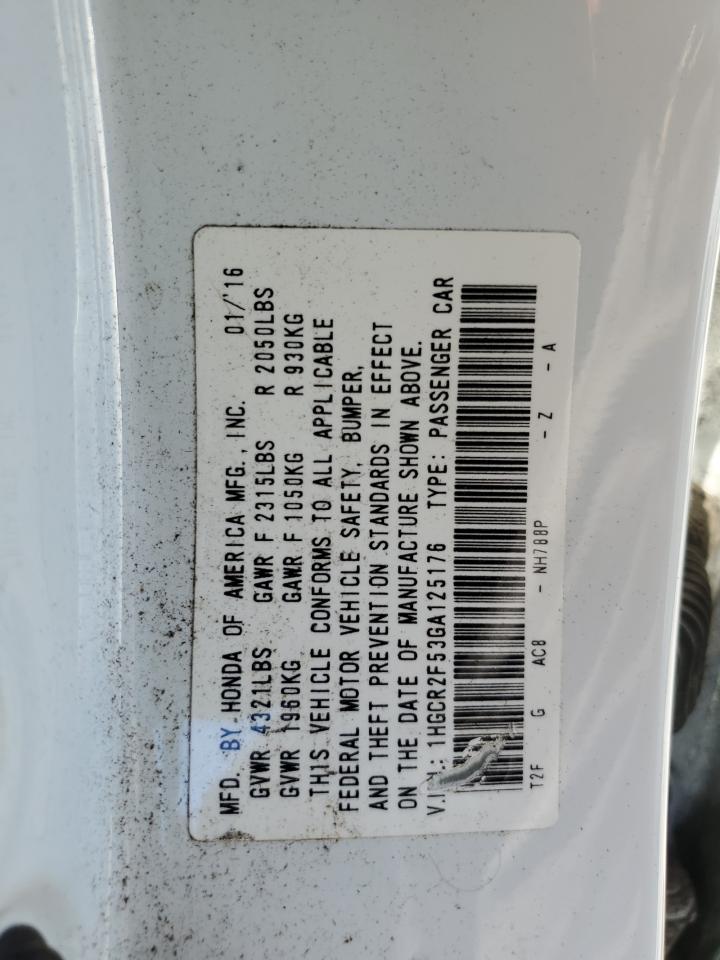 MFD. BY HONDA OF AMERICA MFG., INC. 01/'16
GVWR 4321LBS GAWR F 2315LBS R 2050LBS
GVWR 1960KG GAWR F 1050KG R 930KG
THIS VEHICLE CONFORMS TO ALL APPLICABLE
FEDERAL MOTOR VEHICLE SAFETY, BUMPER,
AND THEFT PREVENTION STANDARDS IN EFFECT
ON THE DATE OF MANUFACTURE SHOWN ABOVE.
V.I.N.: 1HGCR2F53GA125176 TYPE: PASSENGER CAR
T2F G AC8 - NH788P - Z - A